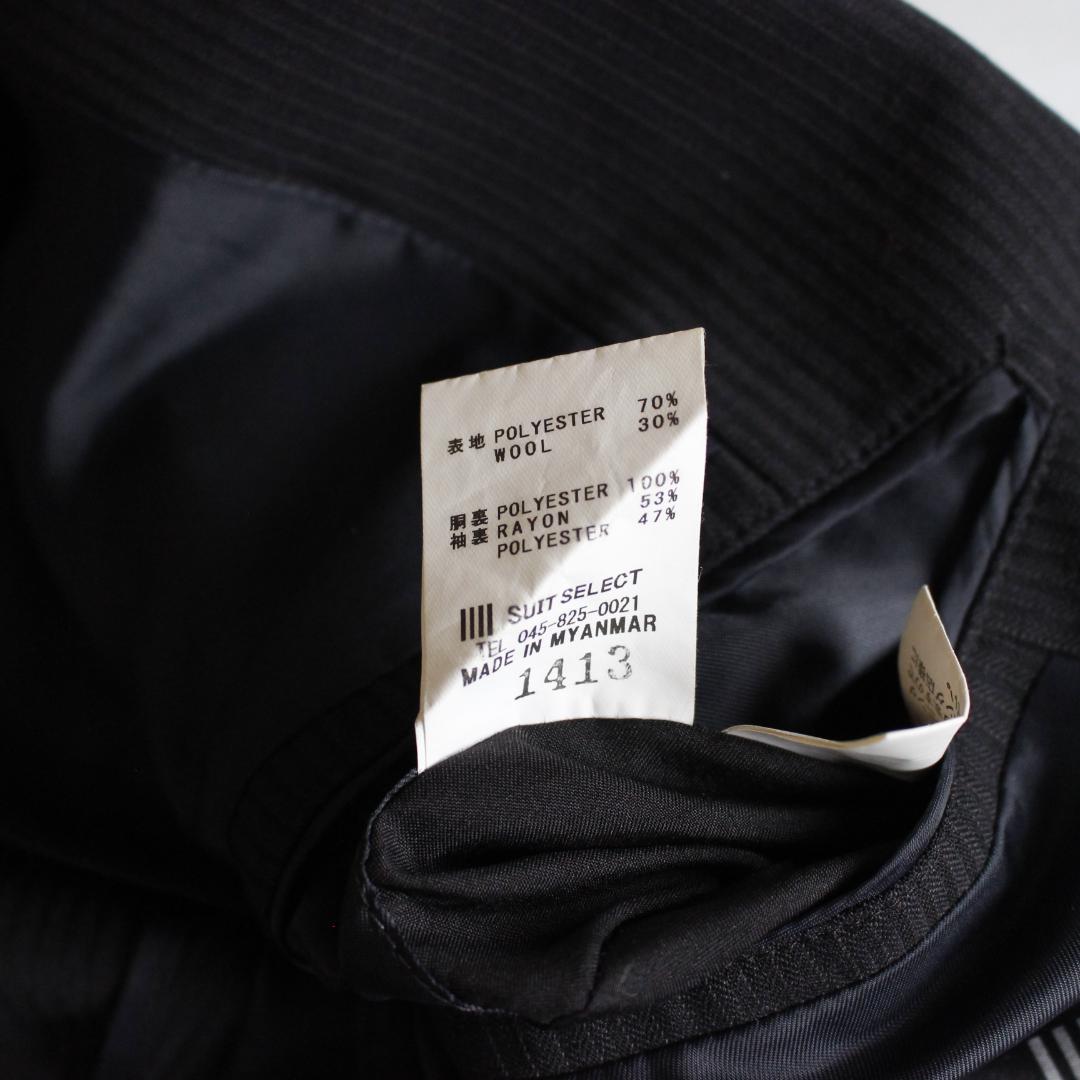 表地 POLYESTER 70%
WOOL 30%
胴裏 POLYESTER 100%
袖裏 RAYON 53%
POLYESTER 47%
SUIT SELECT
TEL 045-825-0021
MADE IN MYANMAR
1413